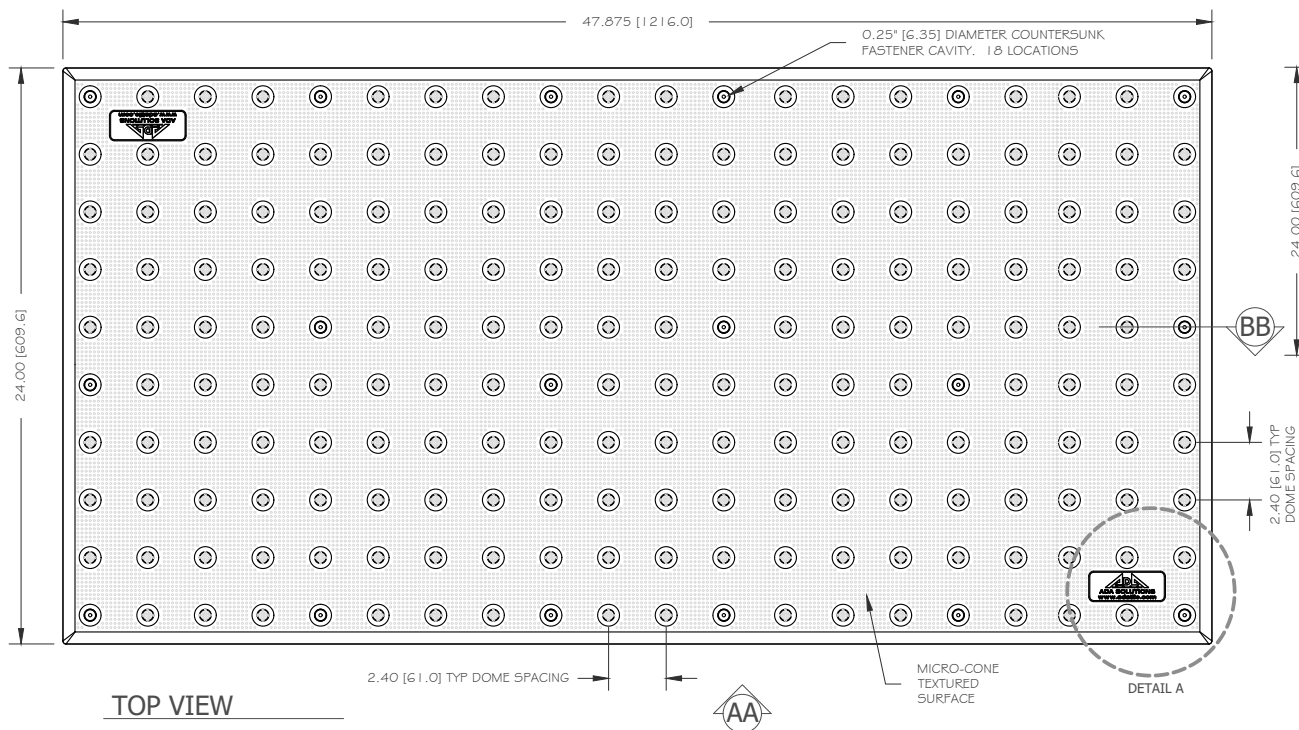 47.875 [1216.0]
0.25" [6.35] DIAMETER COUNTERSUNK
FASTENER CAVITY. 18 LOCATIONS
ADA SOLUTIONS
24.00 [609.6]
24.00 [609.6]
BB
2.40 [61.0] TYP
DOME SPACING
ADA SOLUTIONS
2.40 [61.0] TYP DOME SPACING
MICRO-CONE
TEXTURED
SURFACE
DETAIL A
TOP VIEW
AA